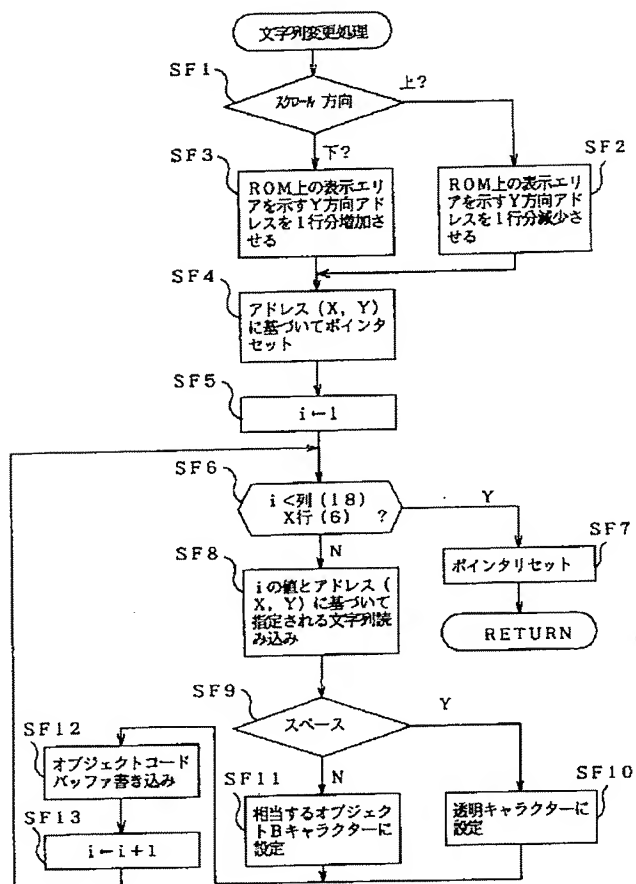 文字列変更処理
SF1
スクロール 方向
上?
下?
SF3
ROM上の表示エリ
アを示すY方向アド
レスを1行分増加さ
せる
SF2
ROM上の表示エリ
アを示すY方向アド
レスを1行分減少さ
せる
SF4
アドレス(X, Y)
に基づいてポインタ
セット
SF5
i←1
SF6
i<列(18)
X行(6) ?
Y
N
SF7
ポインタリセット
RETURN
SF8
iの値とアドレス(
X, Y)に基づいて
指定される文字列読
み込み
SF9
スペース
Y
N
SF10
透明キャラクターに
設定
SF11
相当するオブジェク
トBキャラクターに
設定
SF12
オブジェクトコード
バッファ書き込み
SF13
i←i+1